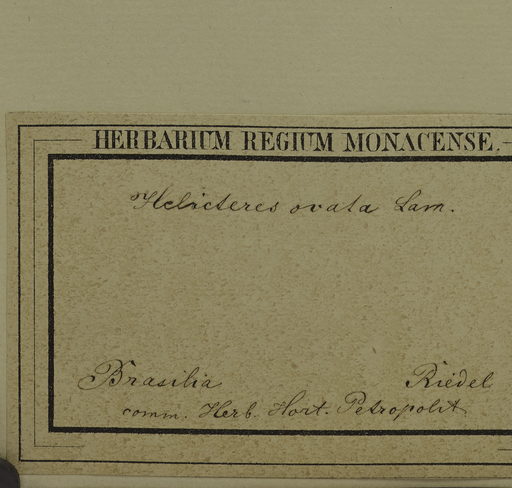 HERBARIUM REGIUM MONACENSE.
Helicteres ovata Lam.
Brasilia Riedel
comm. Herb. Hort. Petropolit.